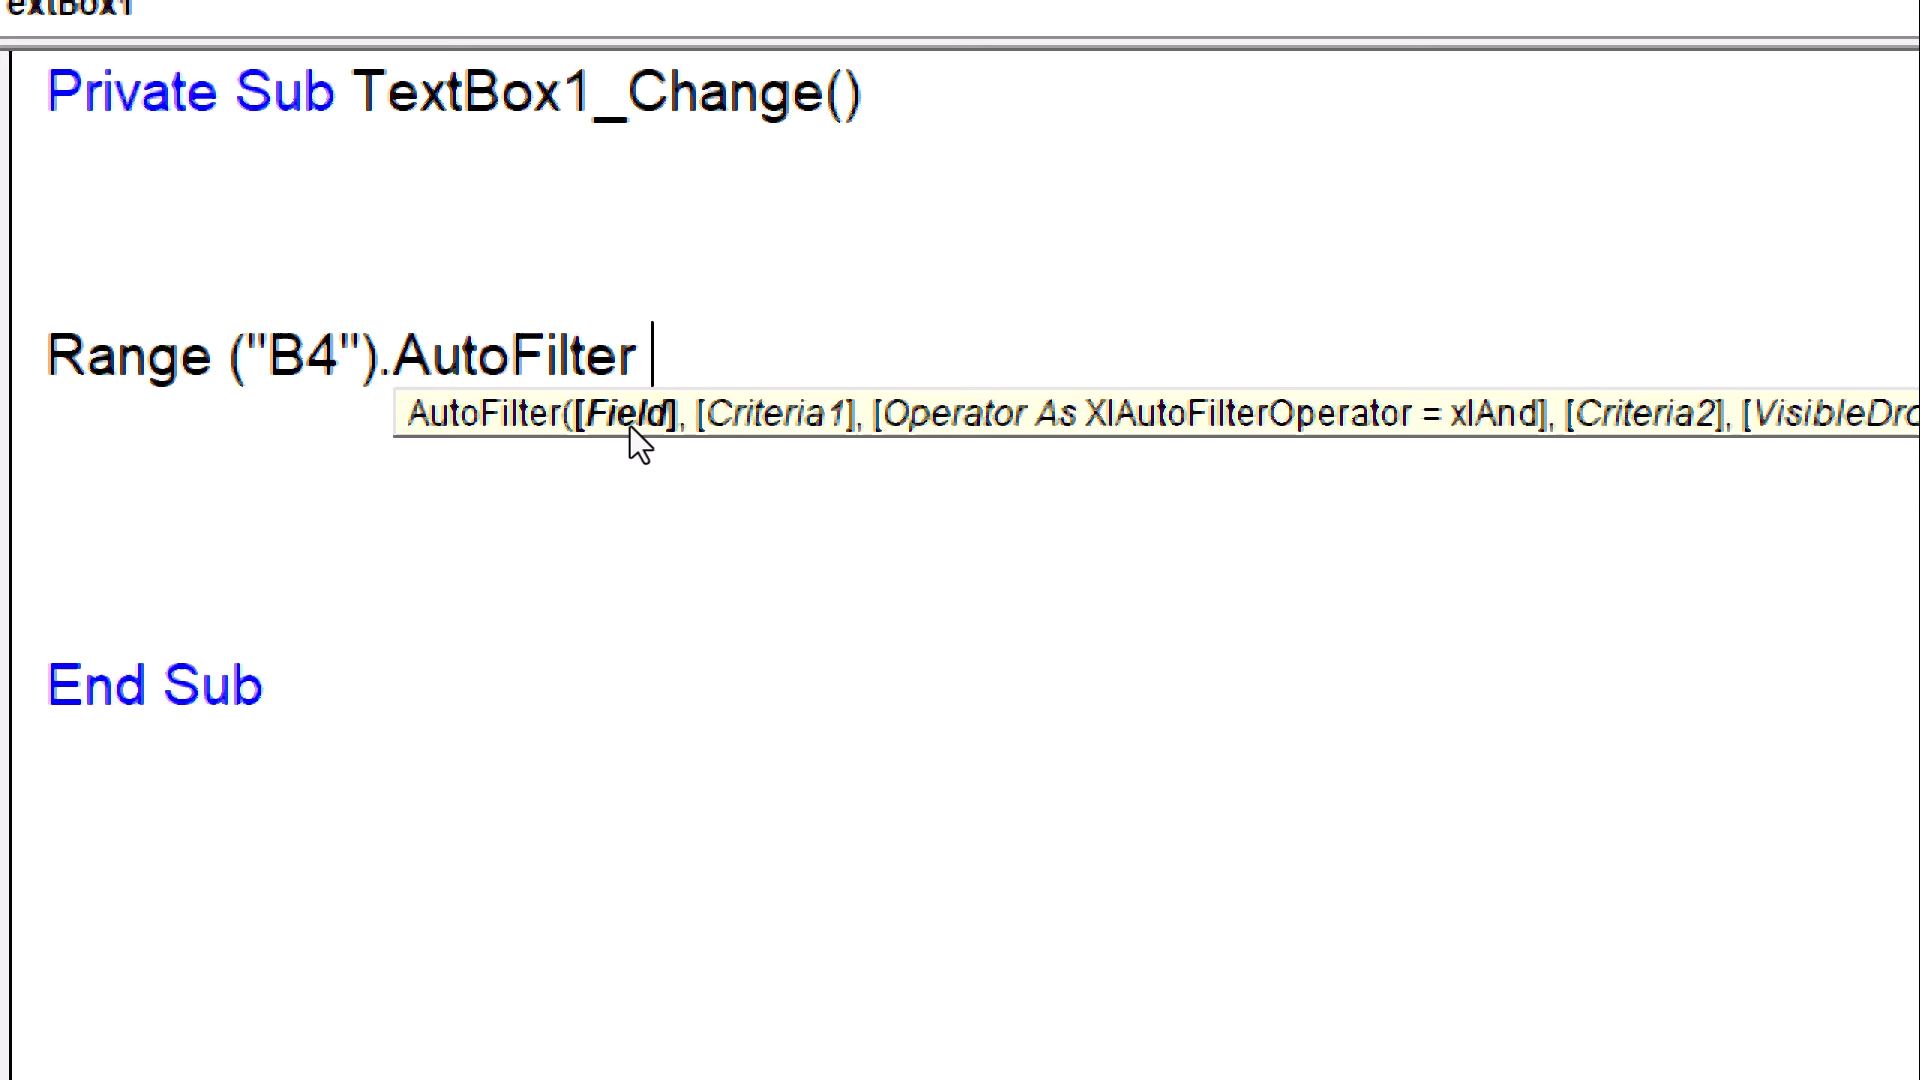 extBox1
Private Sub TextBox1_Change()
Range ("B4").AutoFilter
AutoFilter([Field], [Criteria1], [Operator As XlAutoFilterOperator = xlAnd], [Criteria2], [VisibleDro
End Sub